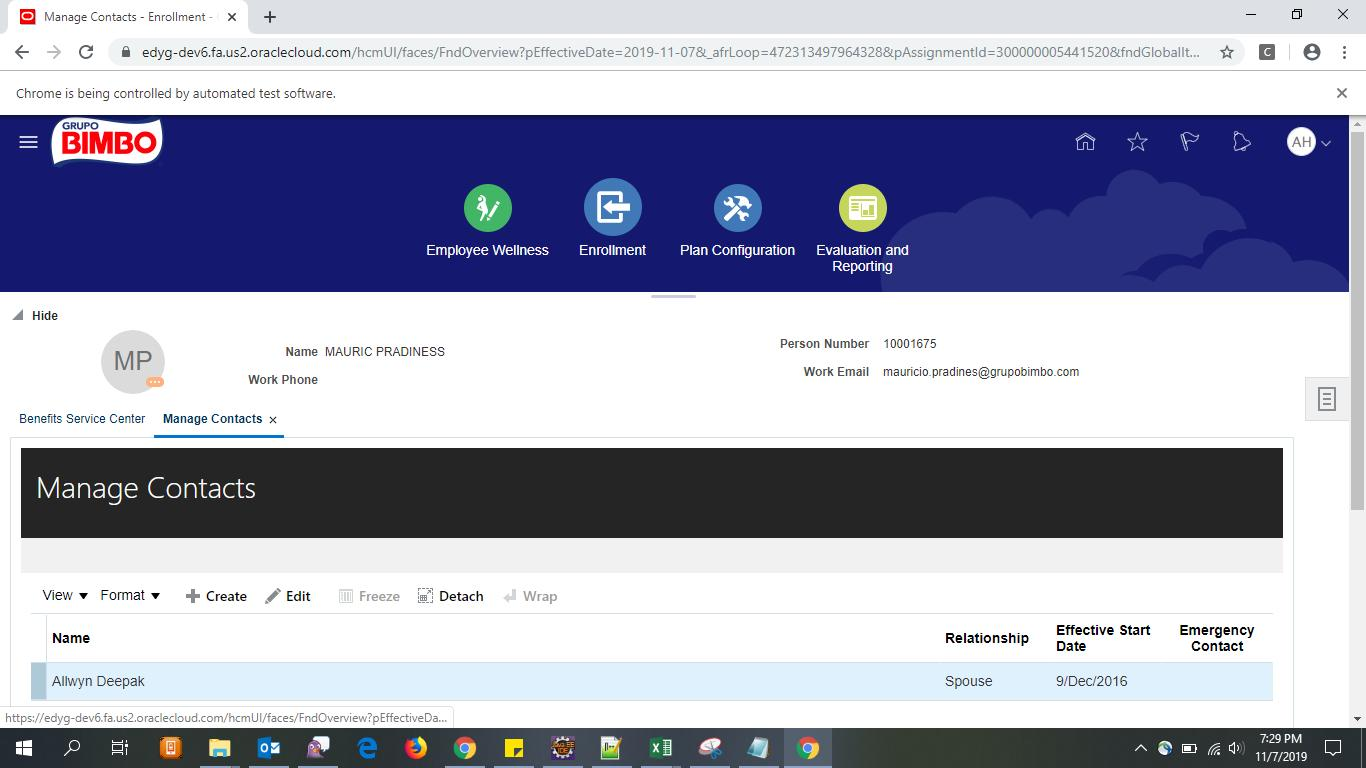 Manage Contacts - Enrollment -
edyg-dev6.fa.us2.oraclecloud.com/hcmUI/faces/FndOverview?pEffectiveDate=2019-11-07&_afrLoop=472313497964328&pAssignmentId=300000005441520&fndGlobalIt...
C
Chrome is being controlled by automated test software.
GRUPO
BIMBO
AH
Employee Wellness
Enrollment
Plan Configuration
Evaluation and
Reporting
Hide
MP
Name MAURIC PRADINESS
Work Phone
Person Number 10001675
Work Email mauricio.pradines@grupobimbo.com
Benefits Service Center Manage Contacts
Manage Contacts
View Format Create Edit Freeze Detach Wrap
Name Relationship Effective Start Date Emergency Contact
Allwyn Deepak Spouse 9/Dec/2016
https://edyg-dev6.fa.us2.oraclecloud.com/hcmUI/faces/FndOverview?pEffectiveDa...
7:29 PM
11/7/2019